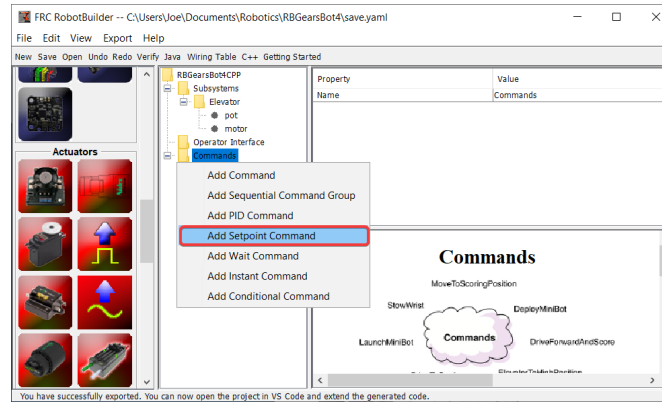 FRC RobotBuilder -- C:\Users\Joe\Documents\Robotics\RBGearsBot4\save.yaml
File Edit View Export Help
New Save Open Undo Redo Verify Java Wiring Table C++ Getting Started
Actuators
RBGearsBot4CPP
Subsystems
Elevator
pot
motor
Operator Interface
Commands
Property Value
Name Commands
Add Command
Add Sequential Command Group
Add PID Command
Add Setpoint Command
Add Wait Command
Add Instant Command
Add Conditional Command
Commands
MoveToScoringPosition
StowWrist
DeployMiniBot
LaunchMiniBot
Commands
DriveForwardAndScore
You have successfully exported. You can now open the project in VS Code and extend the generated code.